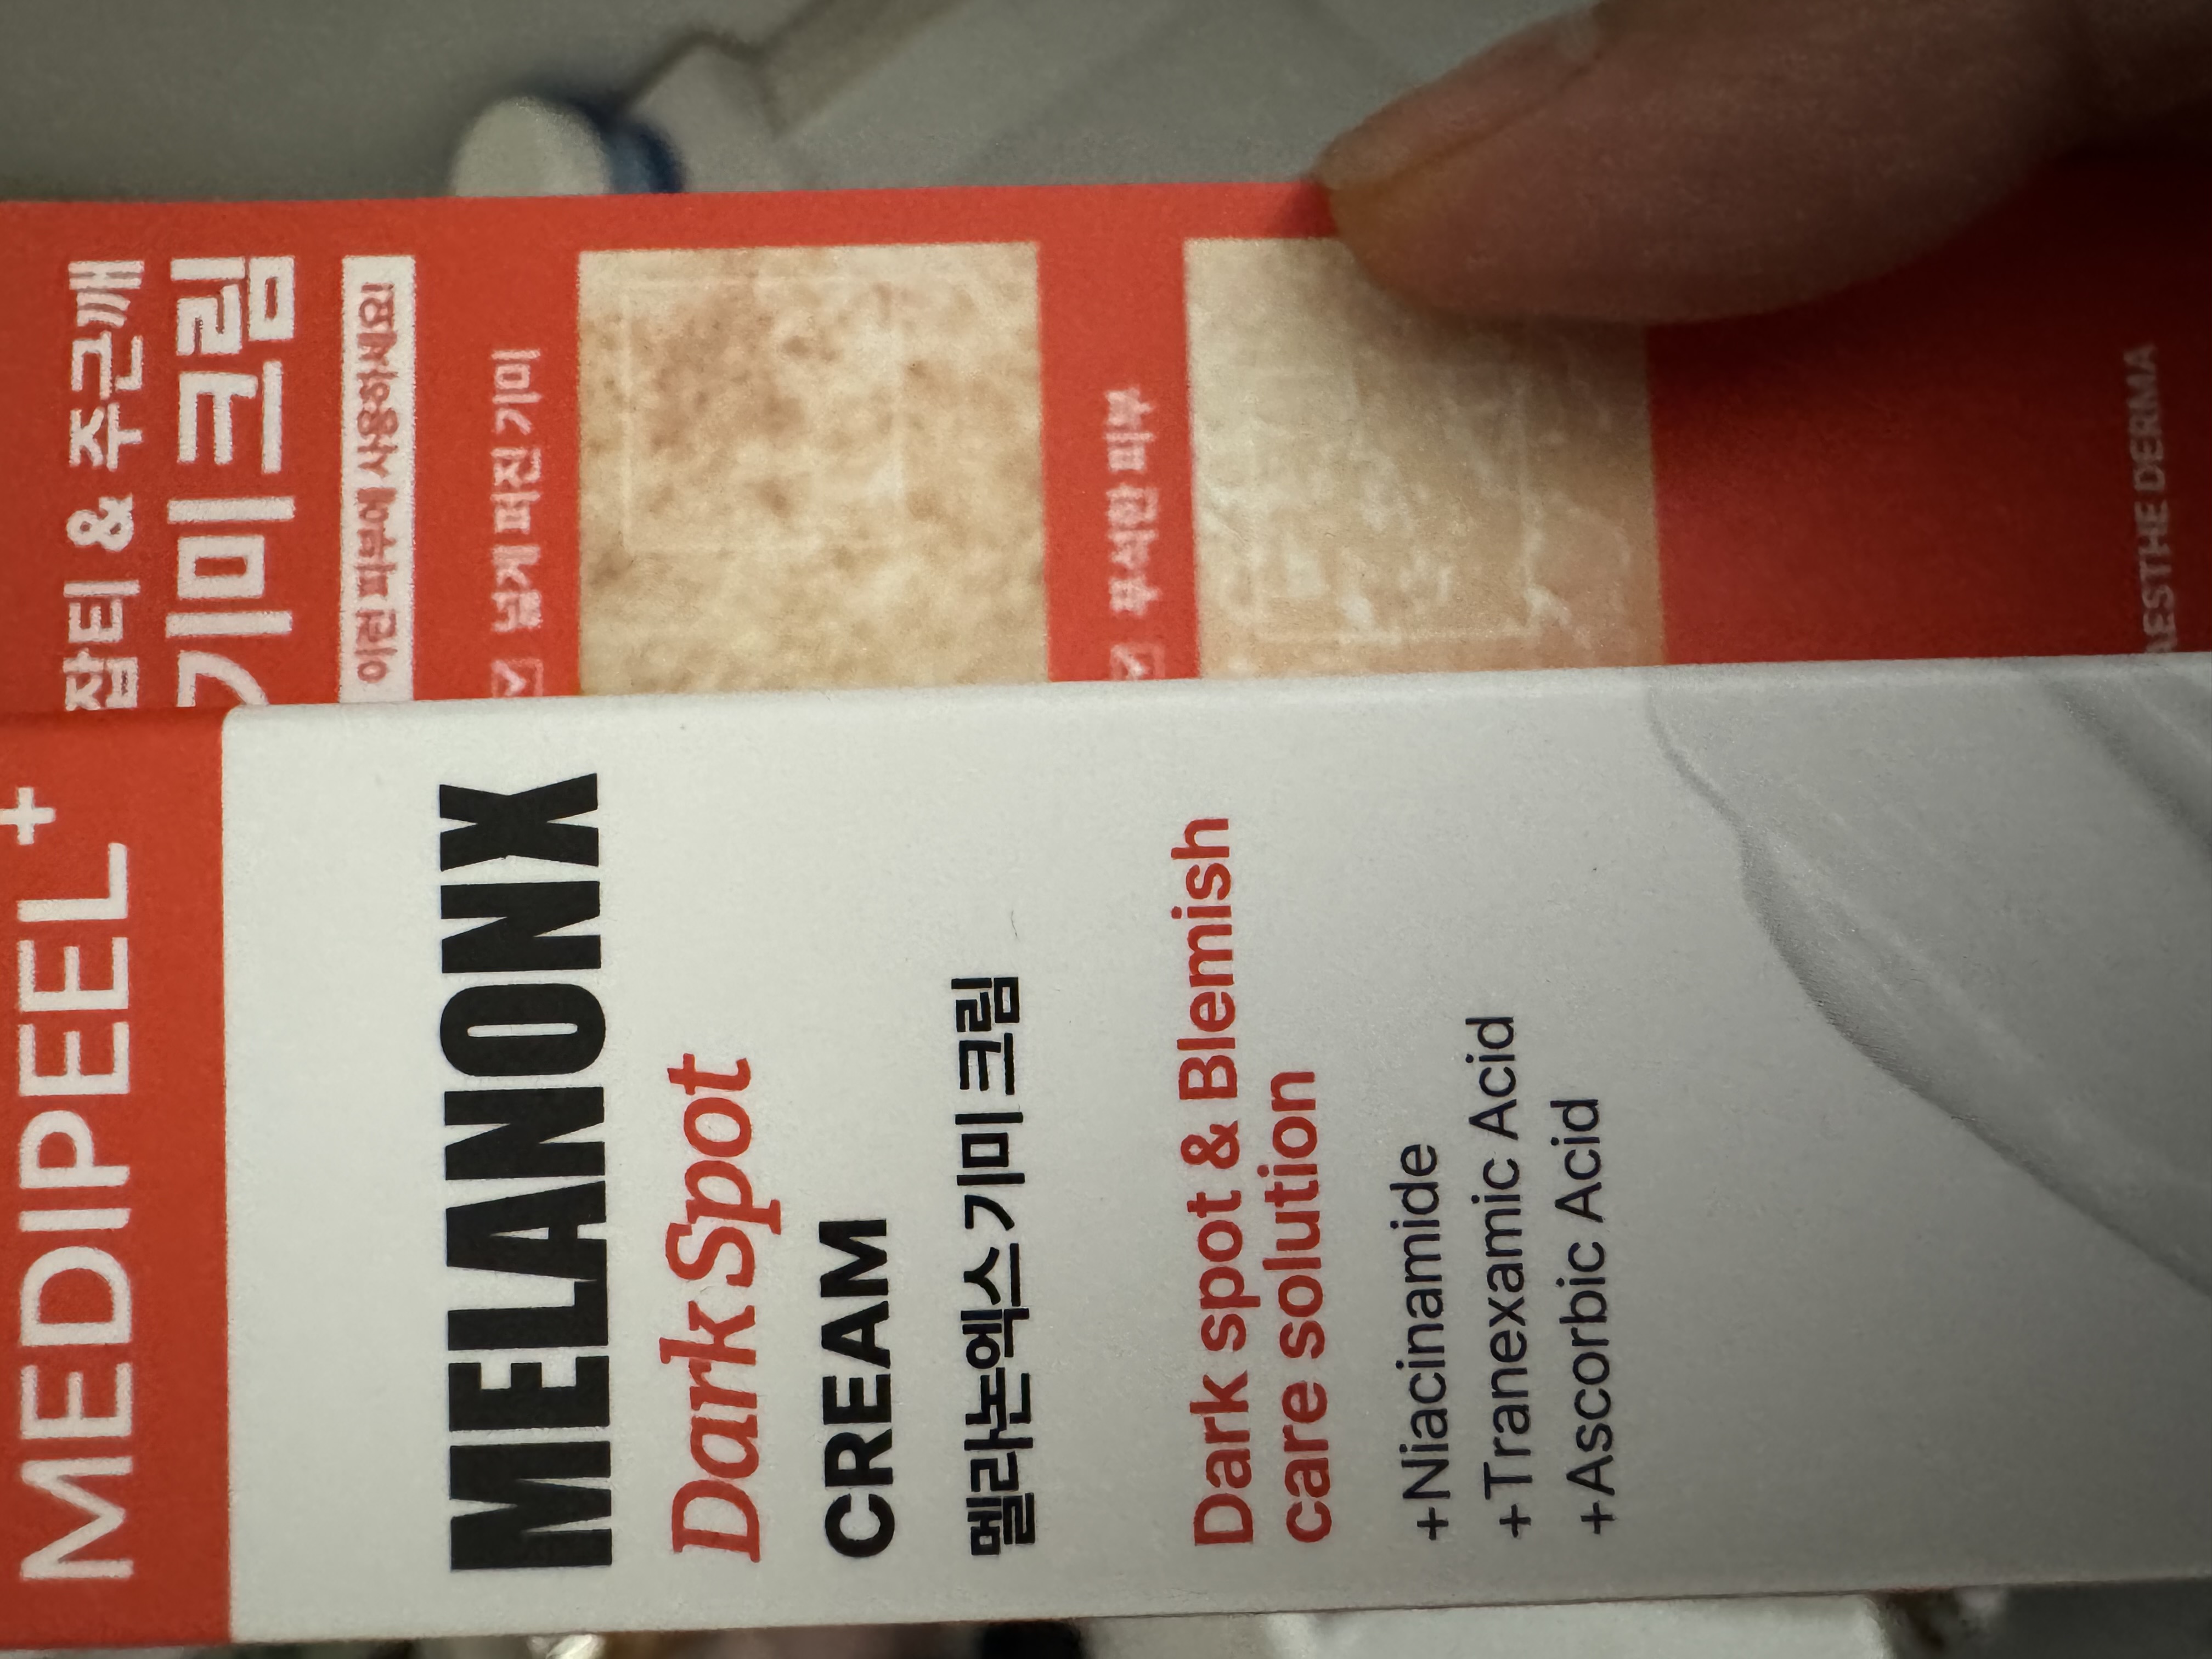 MEDIPEEL+
MELANONX
Dark Spot
CREAM
멜라논엑스 기미 크림
Dark spot & Blemish
care solution
+Niacinamide
+Tranexamic Acid
+Ascorbic Acid
잡티 & 주근깨
기미크림
이런 피부에 사용하세요!
넓게 퍼진 기미
푸석한 피부
AESTHE DERMA